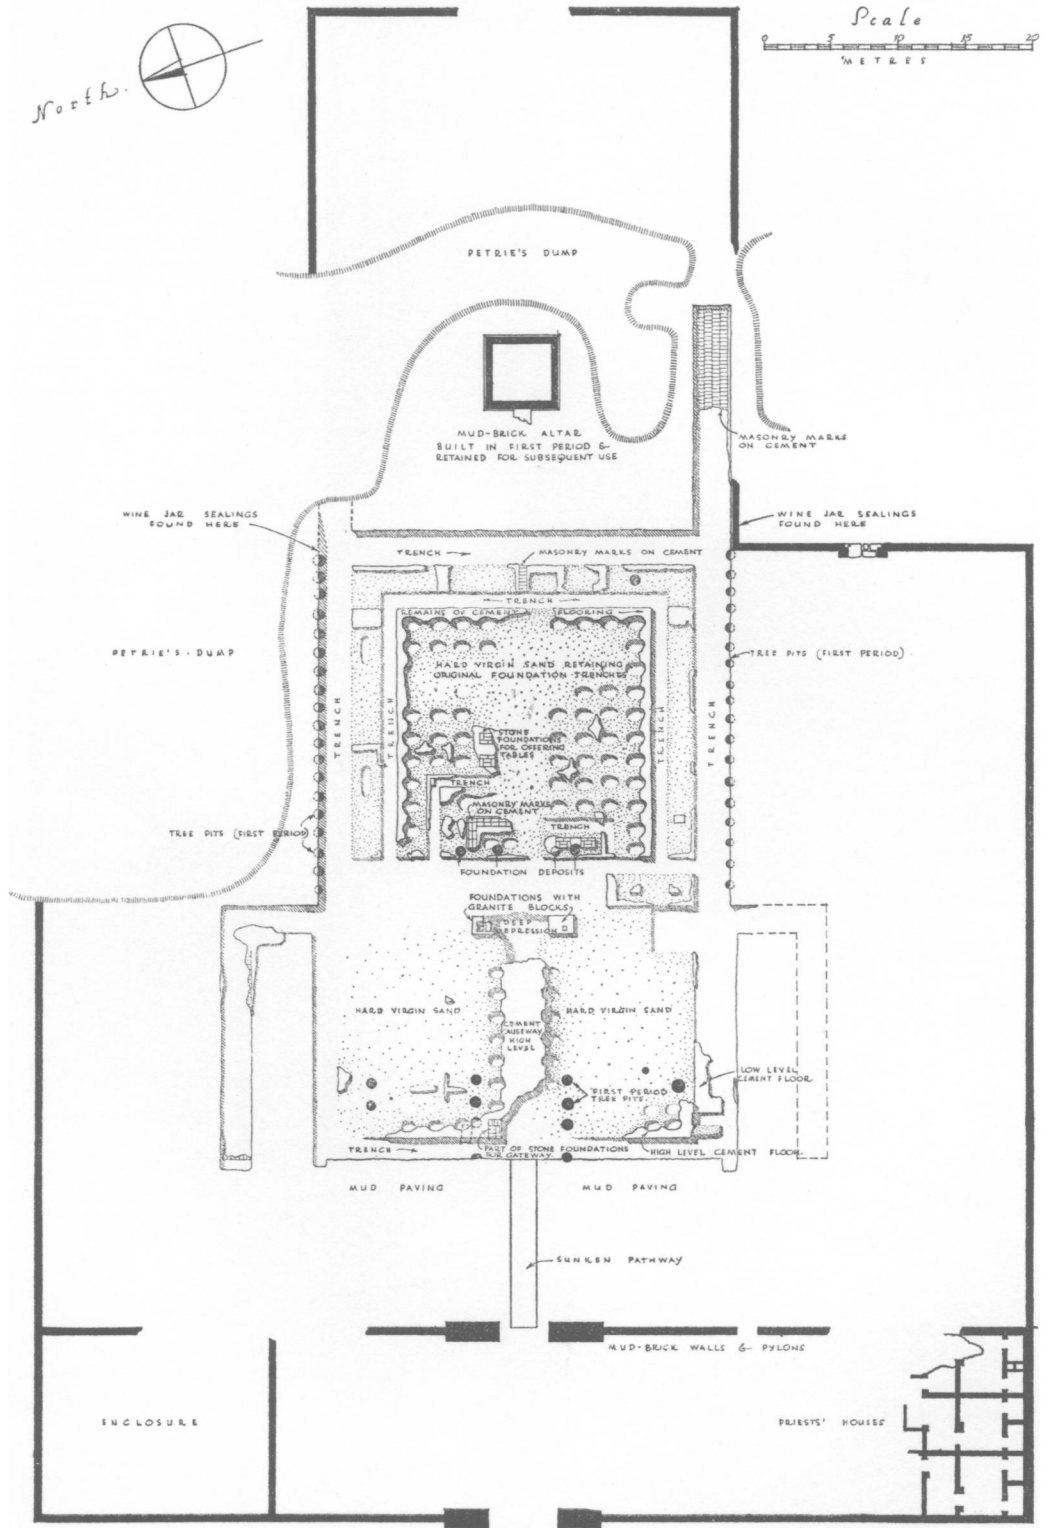 Scale
0 5 10 15 20
METRES
North.
PETRIE'S DUMP
MUD-BRICK ALTAR
BUILT IN FIRST PERIOD &
RETAINED FOR SUBSEQUENT USE
MASONRY MARKS
ON CEMENT
WINE JAR SEALINGS
FOUND HERE
WINE JAR SEALINGS
FOUND HERE
TRENCH
MASONRY MARKS ON CEMENT
TRENCH
REMAINS OF CEMENT FLOORING
PETRIE'S-DUMP
HARD VIRGIN SAND RETAINING
ORIGINAL FOUNDATION TRENCHES
TREE PITS (FIRST PERIOD)
TRENCH
TRENCH
TRENCH
TRENCH
STONE
FOUNDATIONS
FOR OFFERING
TABLES
TRENCH
MASONRY MARKS
ON CEMENT
TRENCH
TREE PITS (FIRST PERIOD)
FOUNDATION DEPOSITS
FOUNDATIONS WITH
GRANITE BLOCKS
DEEP
DEPRESSION
HARD VIRGIN SAND
HARD VIRGIN SAND
CEMENT
CAUSEWAY
HIGH
LEVEL
LOW LEVEL
CEMENT FLOOR
FIRST PERIOD
TREE PITS
TRENCH
PART OF STONE FOUNDATIONS
FOR GATEWAY
HIGH LEVEL CEMENT FLOOR
MUD PAVING
MUD PAVING
SUNKEN PATHWAY
MUD-BRICK WALLS & PYLONS
ENCLOSURE
PRIESTS' HOUSES